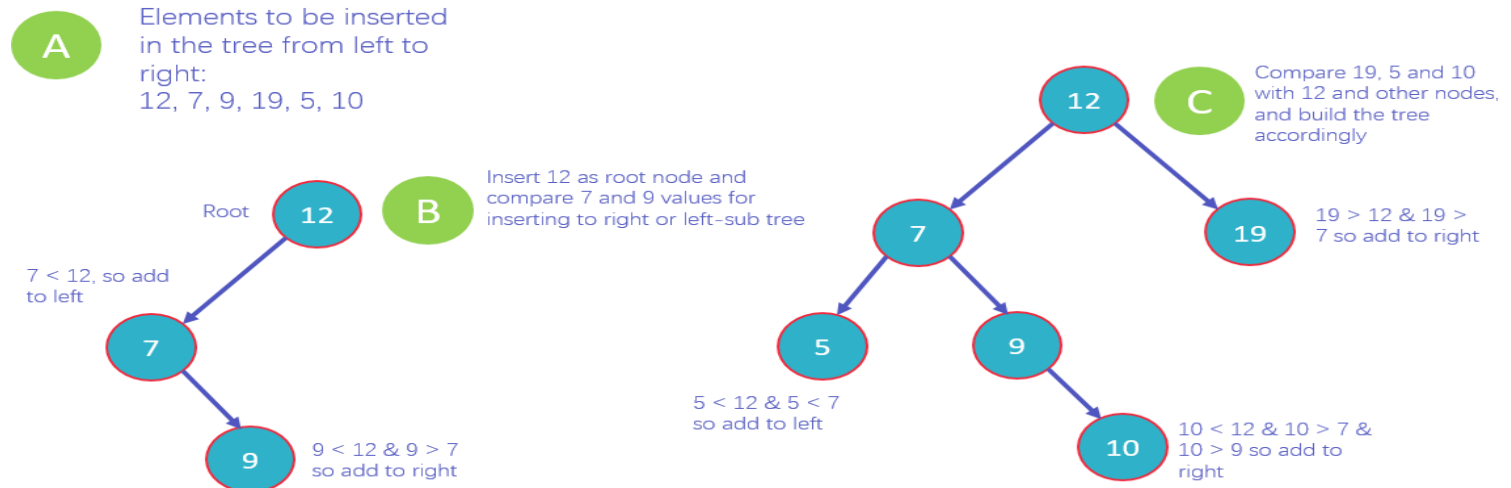 A
Elements to be inserted
in the tree from left to
right:
12, 7, 9, 19, 5, 10
Root
12
B
Insert 12 as root node and
compare 7 and 9 values for
inserting to right or left-sub tree
7 < 12, so add
to left
7
9
9 < 12 & 9 > 7
so add to right
12
C
Compare 19, 5 and 10
with 12 and other nodes,
and build the tree
accordingly
7
19
19 > 12 & 19 >
7 so add to right
5
9
5 < 12 & 5 < 7
so add to left
10
10 < 12 & 10 > 7 &
10 > 9 so add to
right